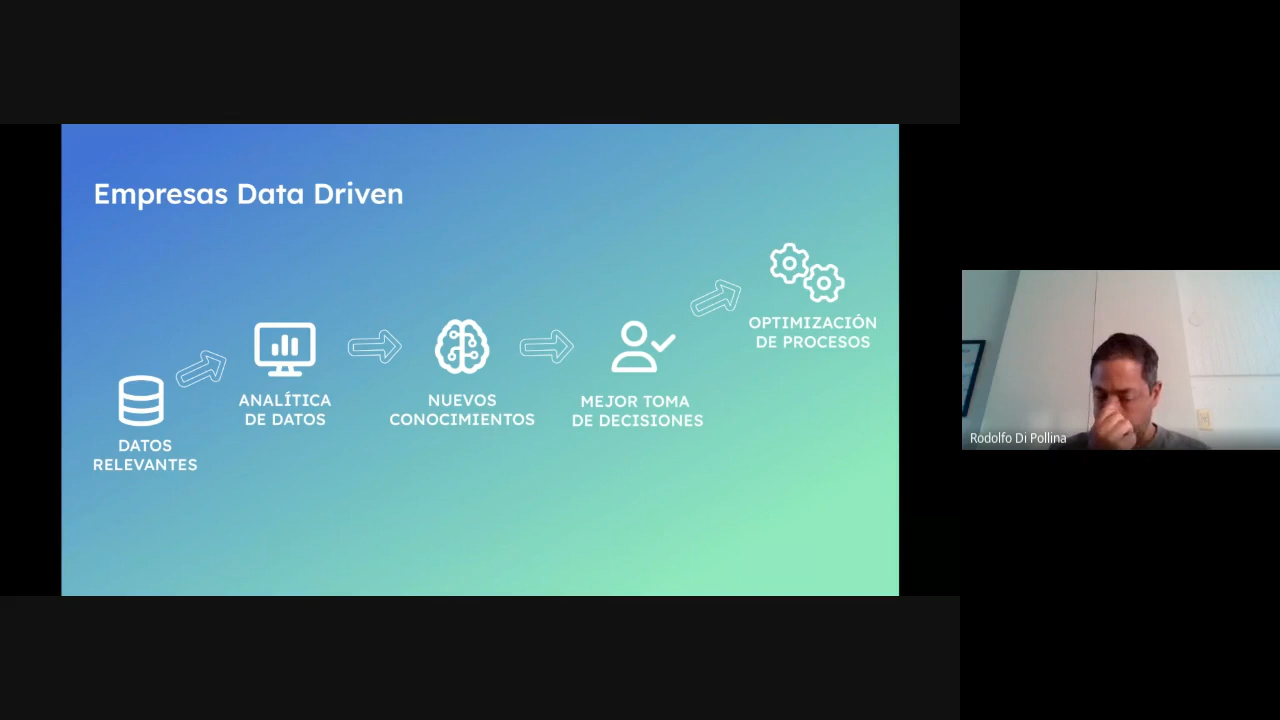 Empresas Data Driven
DATOS
RELEVANTES
ANALÍTICA
DE DATOS
NUEVOS
CONOCIMIENTOS
MEJOR TOMA
DE DECISIONES
OPTIMIZACIÓN
DE PROCESOS
Rodolfo Di Pollina